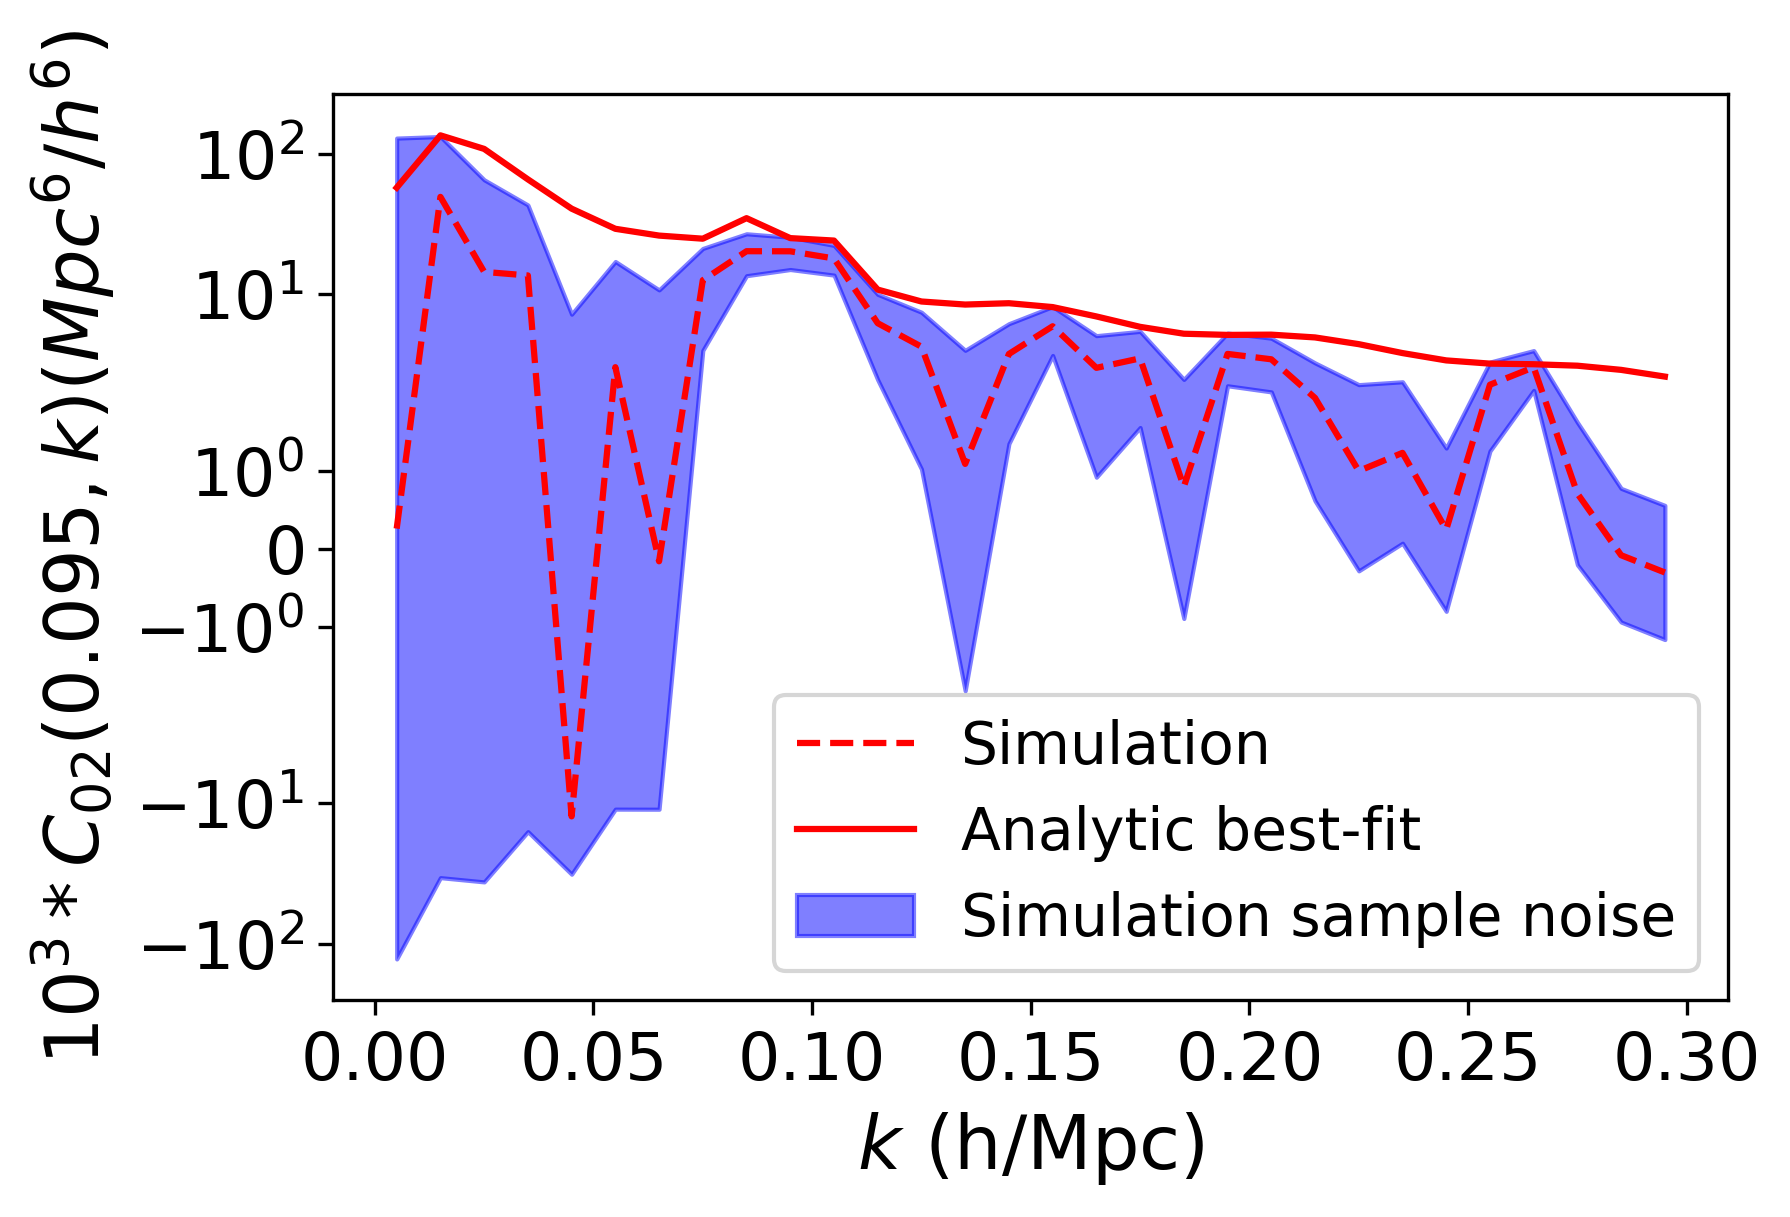 10³ * C₀₂(0.095, k)(Mpc⁶/h⁶)
10²
10¹
10⁰
0
−10⁰
−10¹
−10²
Simulation
Analytic best-fit
Simulation sample noise
0.00 0.05 0.10 0.15 0.20 0.25 0.30
k (h/Mpc)